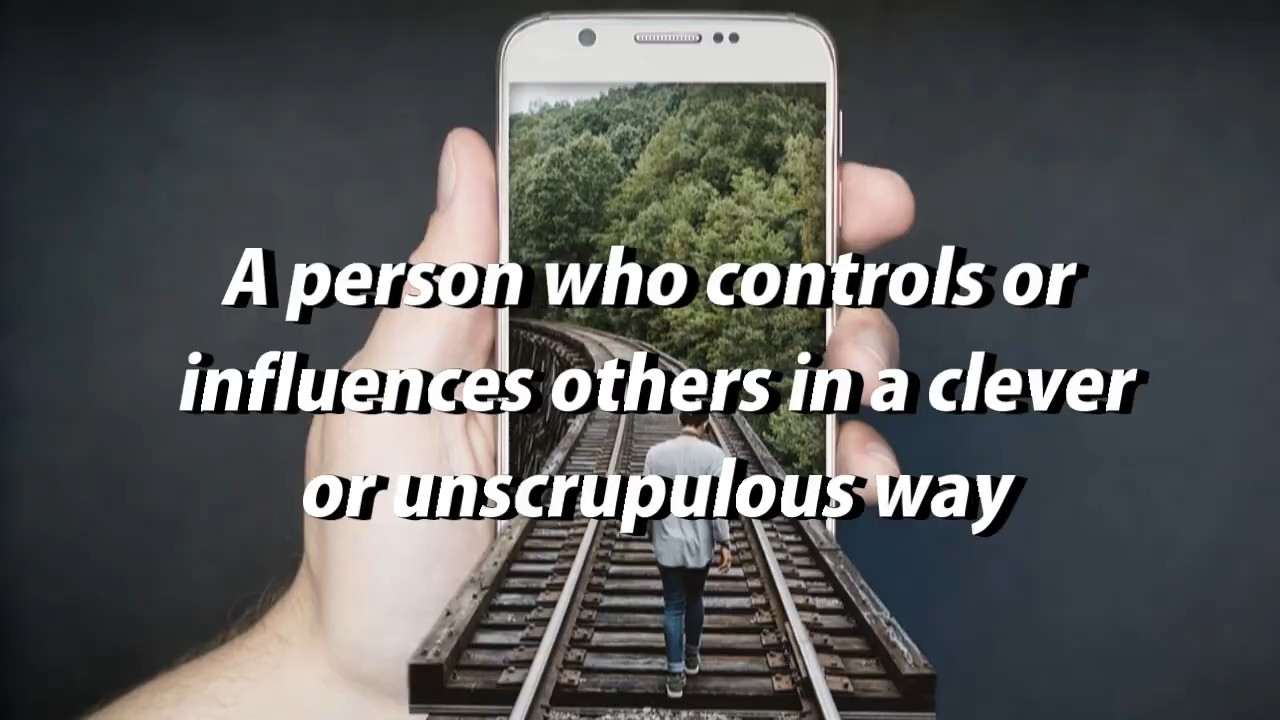 A person who controls or
influences others in a clever
or unscrupulous way